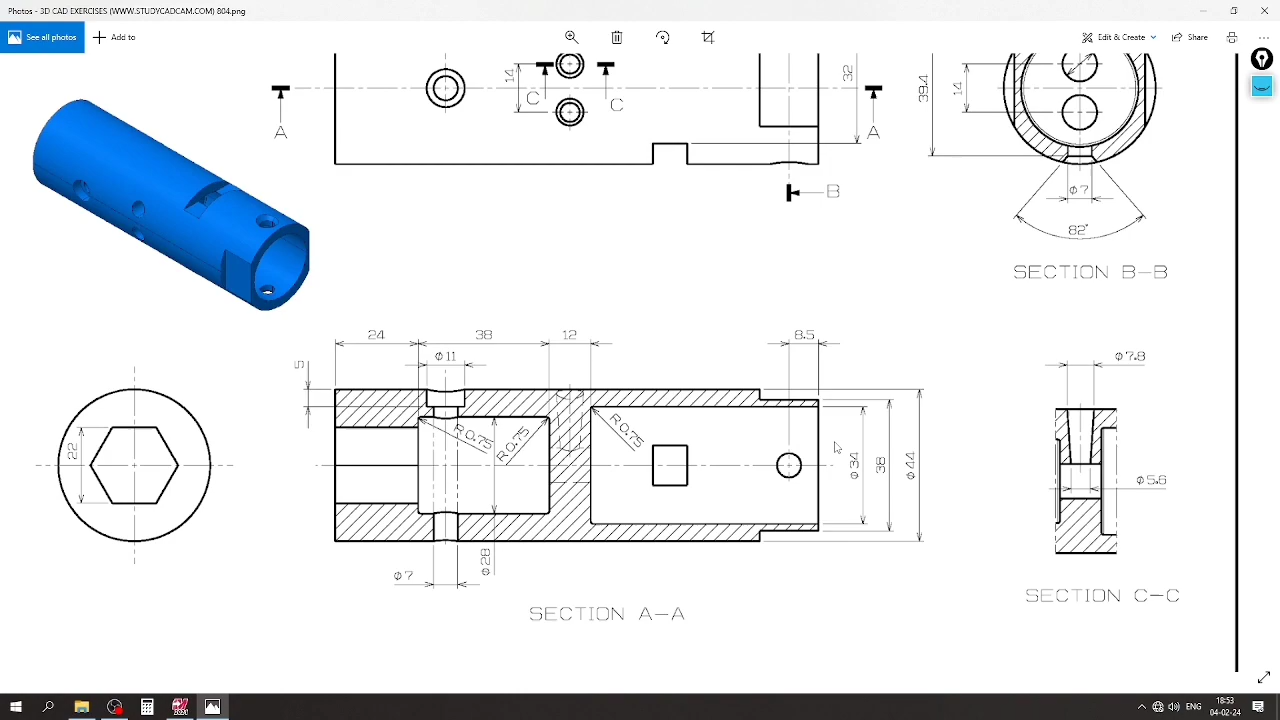 Photos - 3D CAD EXERCISES (WWW.STUDYCADCAM.COM) 804.png
See all photos
Add to
Edit & Create
Share
A
14
C
C
32
A
B
39.4
14
Φ7
82°
SECTION B-B
24
38
12
8.5
5
Φ11
R0.75
R0.75
R0.75
Φ34
38
Φ44
Φ28
Φ7
SECTION A-A
22
Φ7.8
Φ5.6
SECTION C-C
18:53
ENG
04-02-24